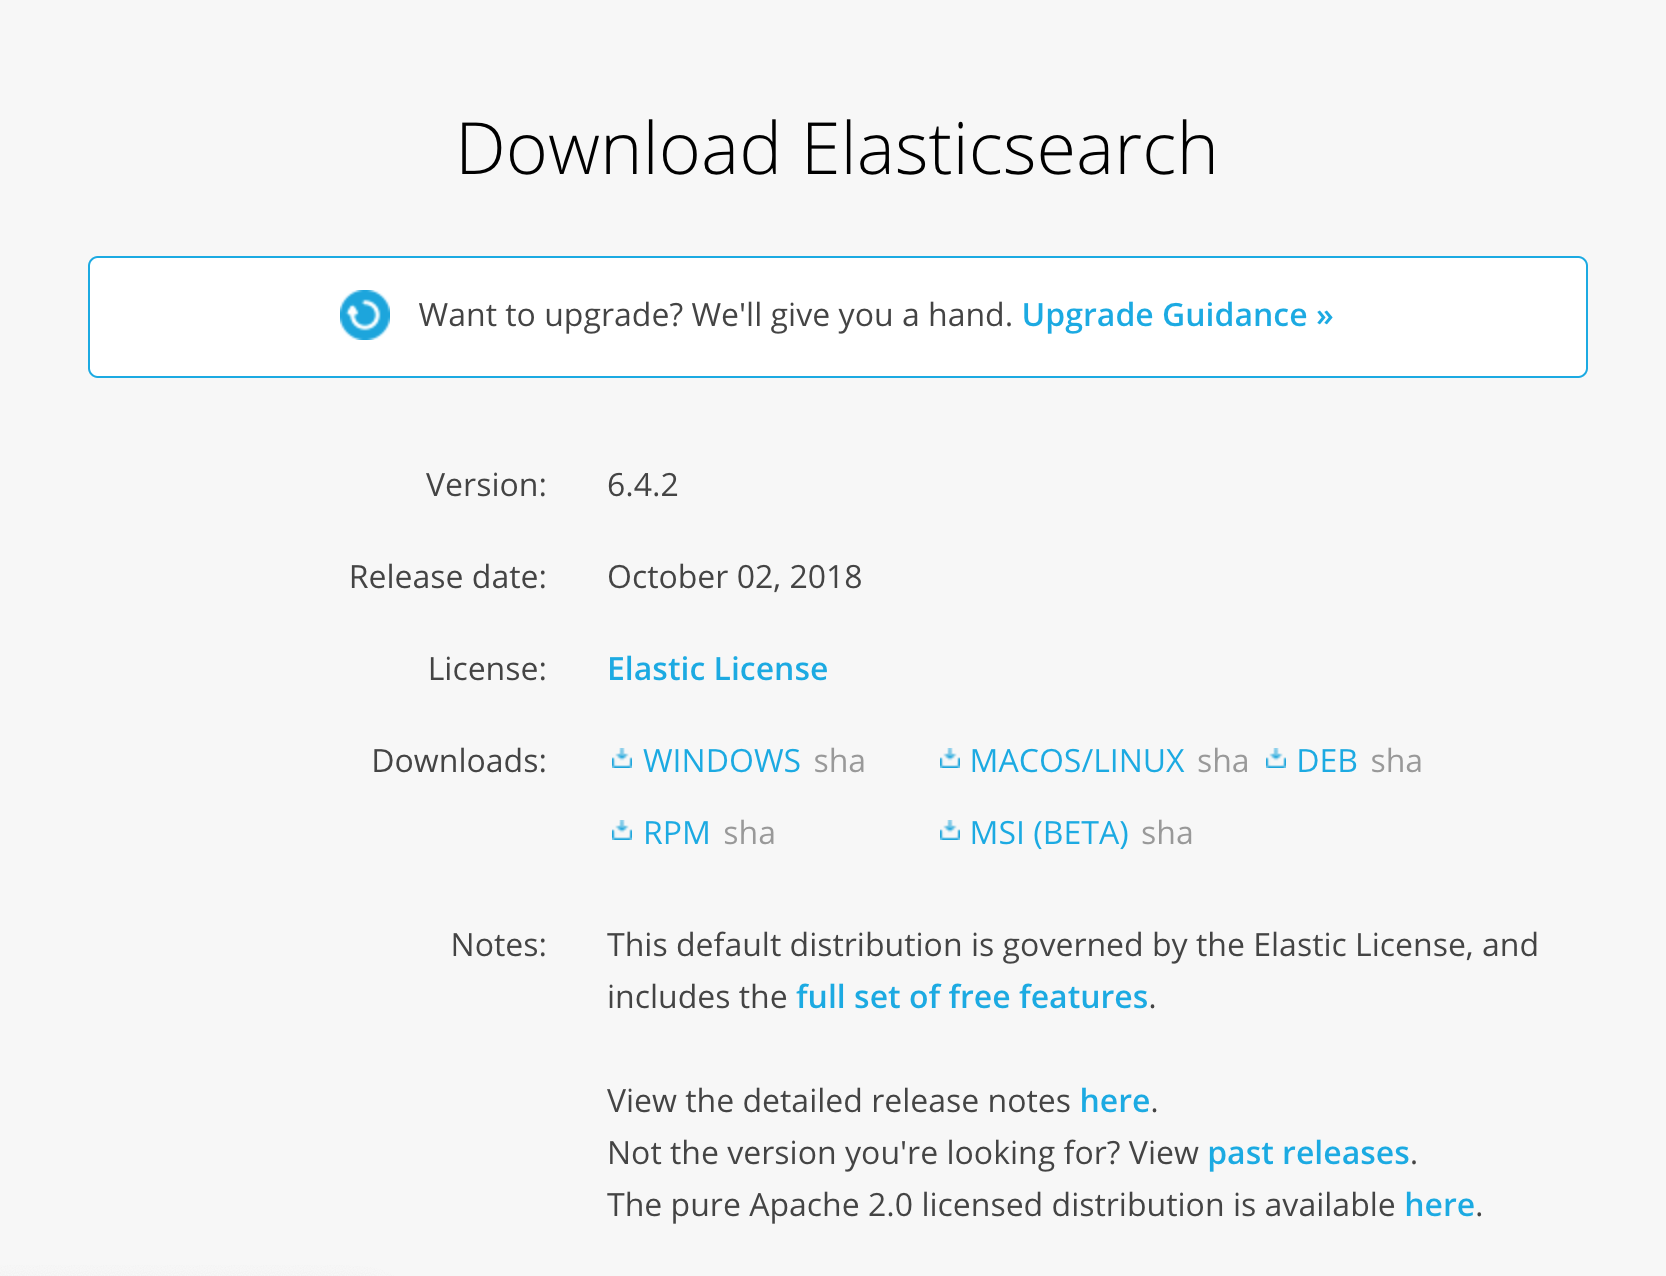 Download Elasticsearch
Want to upgrade? We'll give you a hand. Upgrade Guidance »
Version: 6.4.2
Release date: October 02, 2018
License: Elastic License
Downloads: WINDOWS sha MACOS/LINUX sha DEB sha
RPM sha MSI (BETA) sha
Notes: This default distribution is governed by the Elastic License, and
includes the full set of free features.
View the detailed release notes here.
Not the version you're looking for? View past releases.
The pure Apache 2.0 licensed distribution is available here.